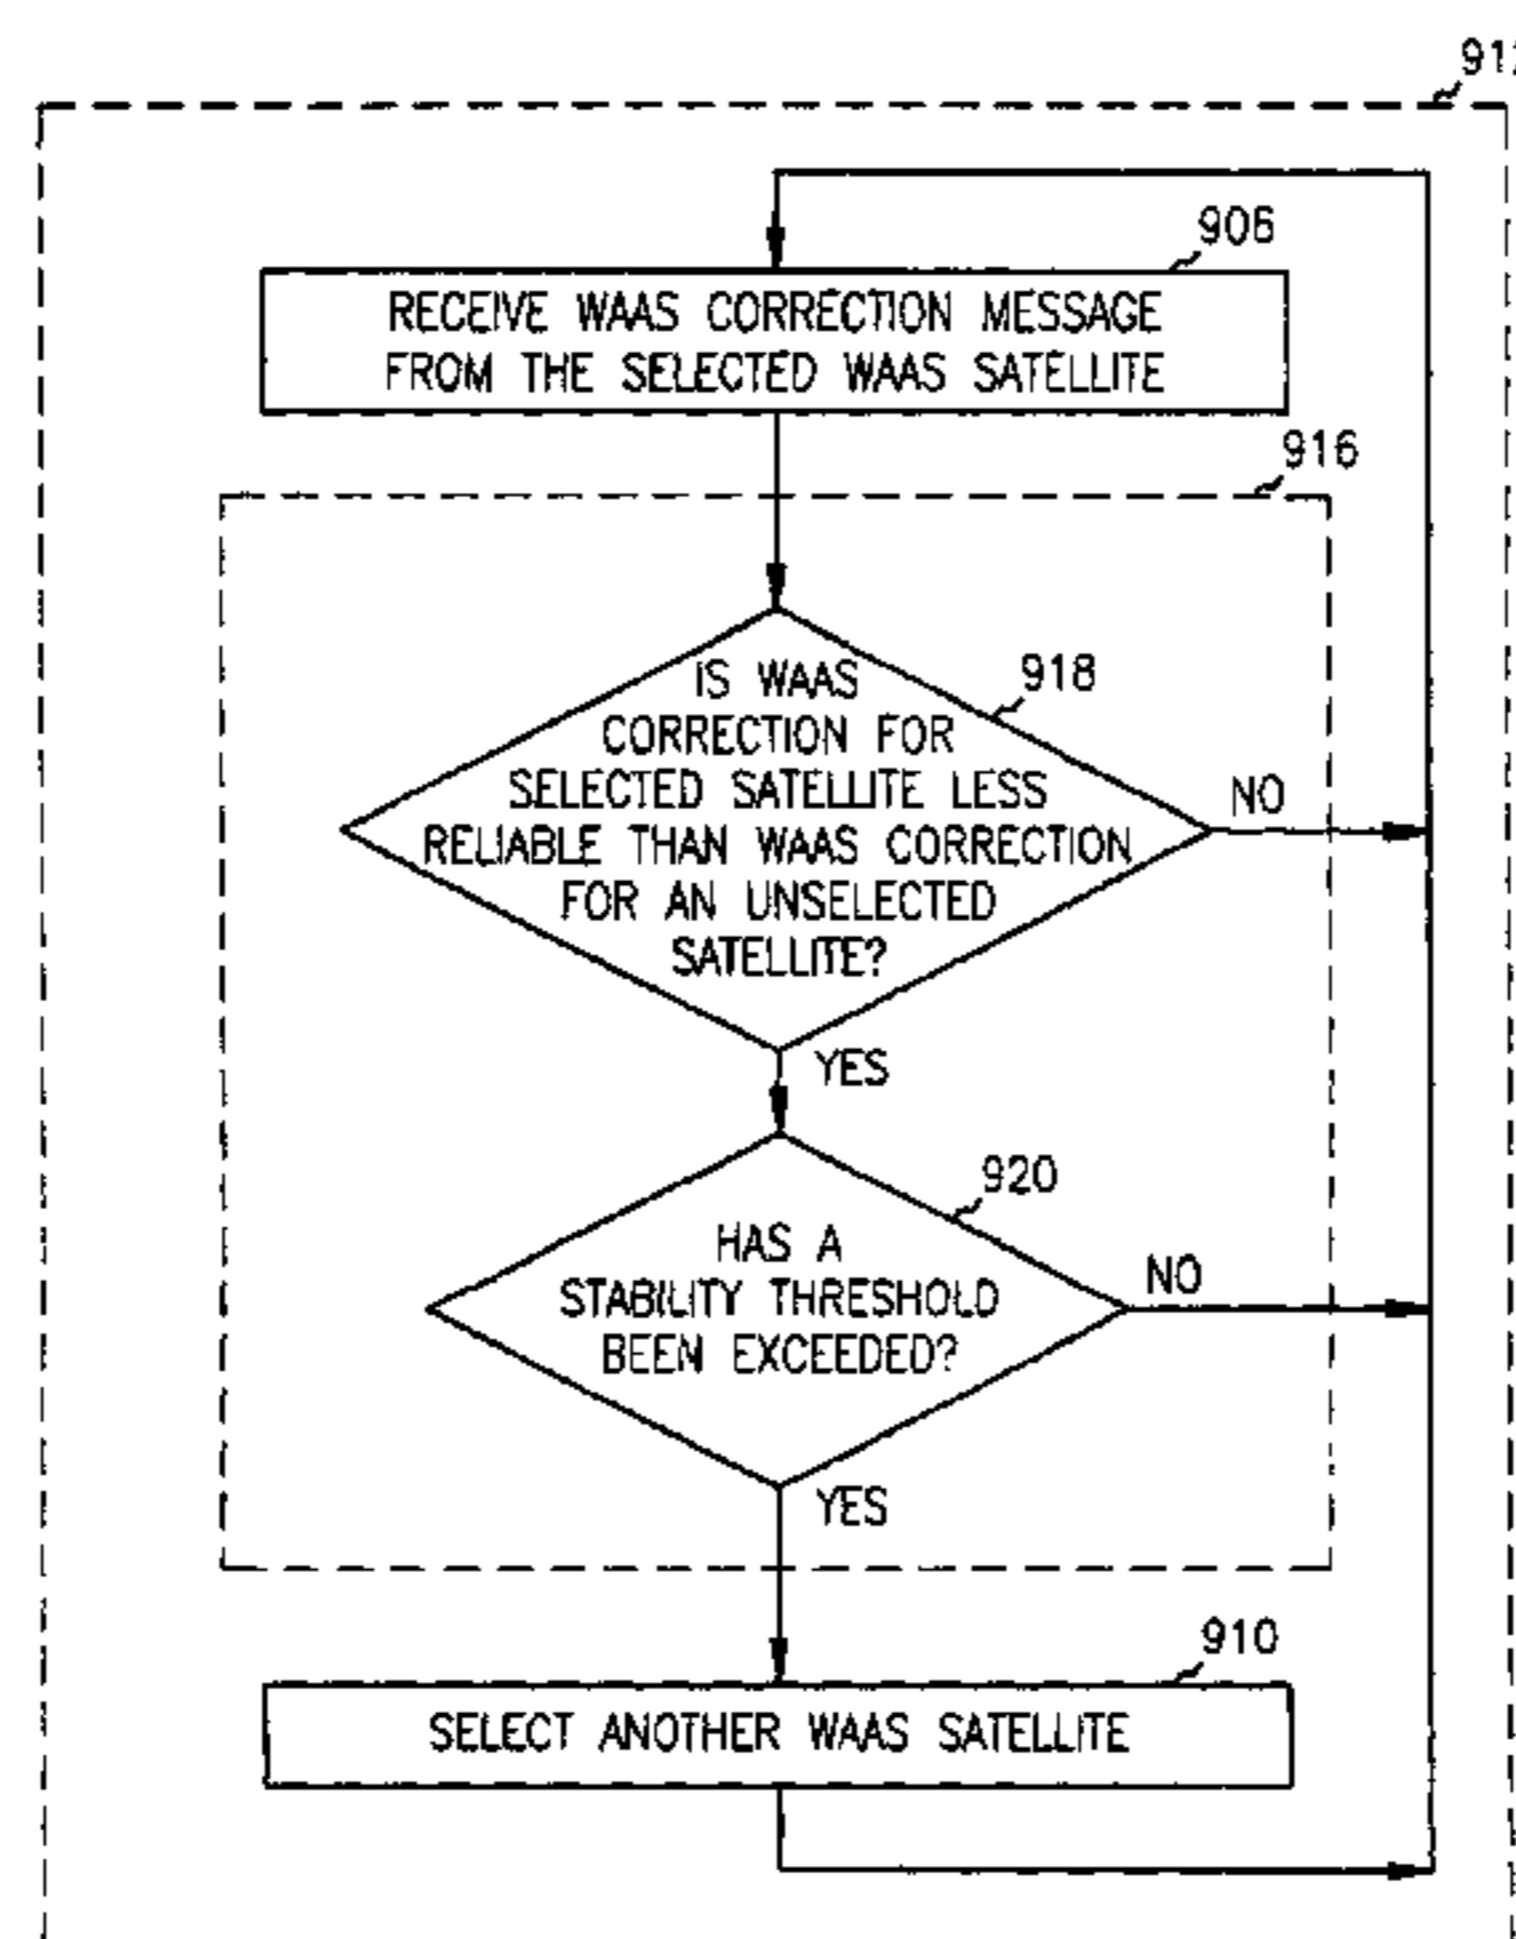 906
RECEIVE WAAS CORRECTION MESSAGE
FROM THE SELECTED WAAS SATELLITE
916
IS WAAS
918
CORRECTION FOR
SELECTED SATELLITE LESS
NO
RELIABLE THAN WAAS CORRECTION
FOR AN UNSELECTED
SATELLITE?
YES
920
HAS A
STABILITY THRESHOLD
NO
BEEN EXCEEDED?
YES
910
SELECT ANOTHER WAAS SATELLITE